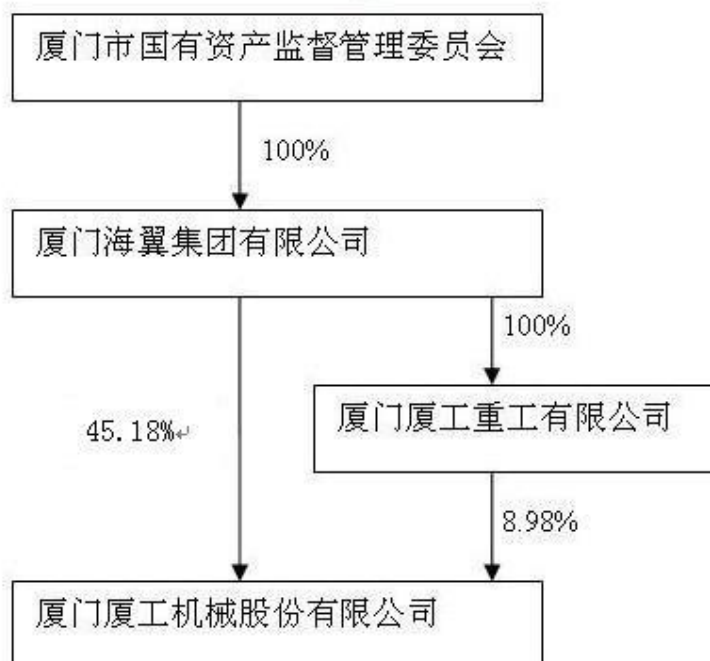 厦门市国有资产监督管理委员会
100%
厦门海翼集团有限公司
100%
厦门厦工重工有限公司
45.18%↵
8.98%
厦门厦工机械股份有限公司